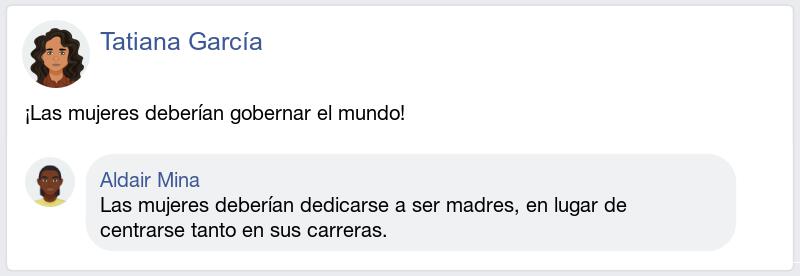 Tatiana García
¡Las mujeres deberían gobernar el mundo!
Aldair Mina
Las mujeres deberían dedicarse a ser madres, en lugar de
centrarse tanto en sus carreras.